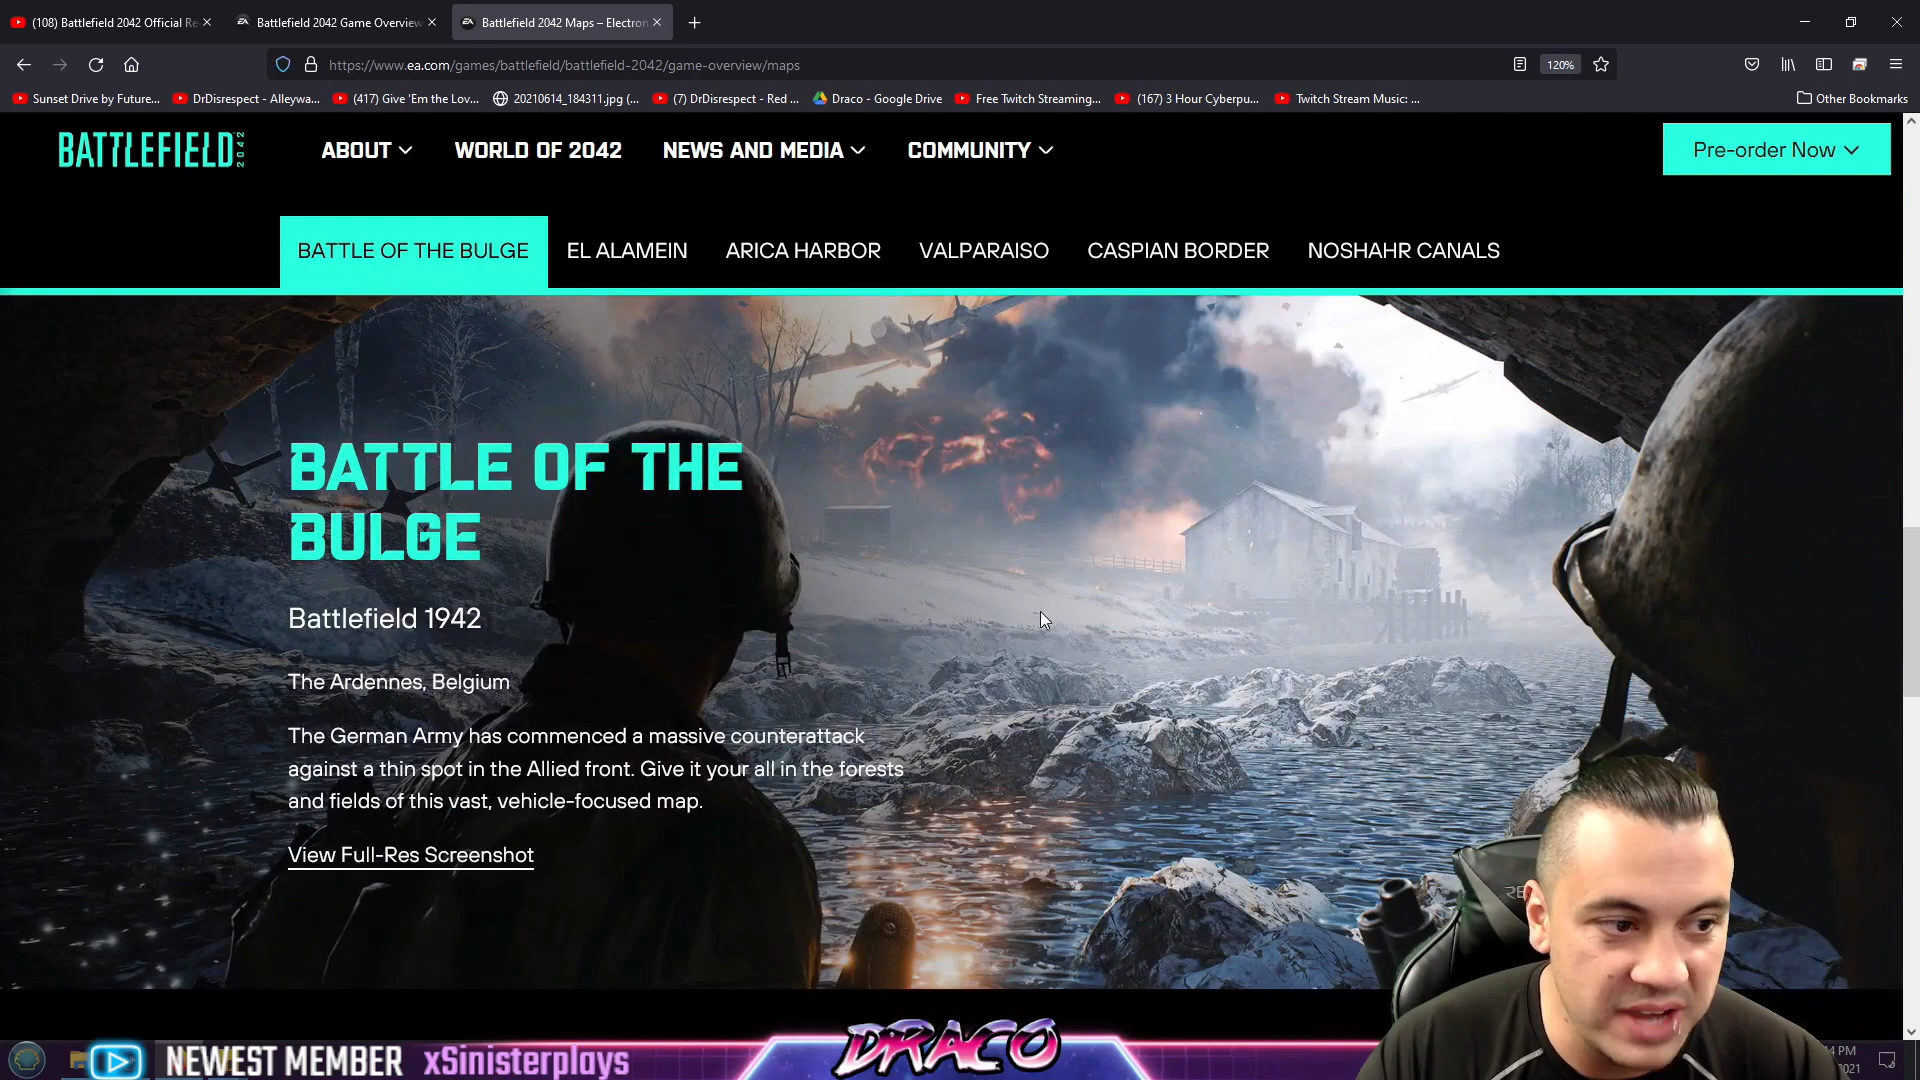 (108) Battlefield 2042 Official Re
Battlefield 2042 Game Overview
Battlefield 2042 Maps – Electron
https://www.ea.com/games/battlefield/battlefield-2042/game-overview/maps
120%
Sunset Drive by Future...
DrDisrespect - Alleywa...
(417) Give 'Em the Lov...
20210614_184311.jpg (...
(7) DrDisrespect - Red ...
Draco - Google Drive
Free Twitch Streaming...
(167) 3 Hour Cyberpu...
Twitch Stream Music: ...
Other Bookmarks
BATTLEFIELD 2042
ABOUT
WORLD OF 2042
NEWS AND MEDIA
COMMUNITY
Pre-order Now
BATTLE OF THE BULGE
EL ALAMEIN
ARICA HARBOR
VALPARAISO
CASPIAN BORDER
NOSHAHR CANALS
BATTLE OF THE
BULGE
Battlefield 1942
The Ardennes, Belgium
The German Army has commenced a massive counterattack
against a thin spot in the Allied front. Give it your all in the forests
and fields of this vast, vehicle-focused map.
View Full-Res Screenshot
NEWEST MEMBER xSinisterplays
DRACO
4 PM
2021